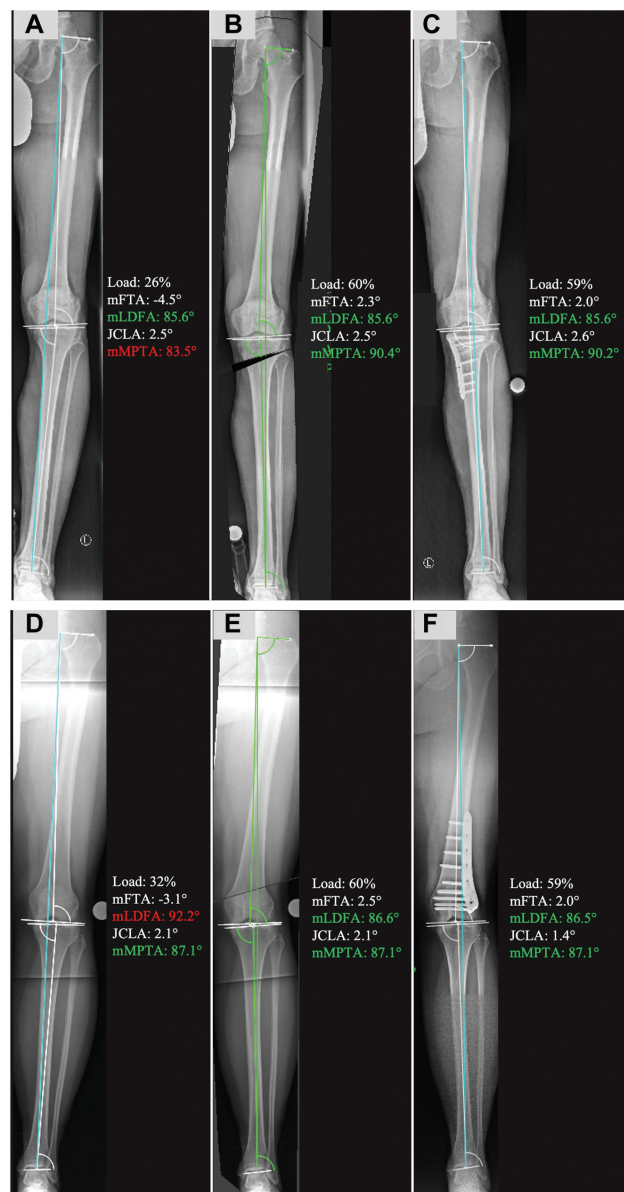 A
Load: 26%
mFTA: -4.5°
mLDFA: 85.6°
JCLA: 2.5°
mMPTA: 83.5°
L
B
Load: 60%
mFTA: 2.3°
mLDFA: 85.6°
JCLA: 2.5°
mMPTA: 90.4°
C
Load: 59%
mFTA: 2.0°
mLDFA: 85.6°
JCLA: 2.6°
mMPTA: 90.2°
L
D
Load: 32%
mFTA: -3.1°
mLDFA: 92.2°
JCLA: 2.1°
mMPTA: 87.1°
E
Load: 60%
mFTA: 2.5°
mLDFA: 86.6°
JCLA: 2.1°
mMPTA: 87.1°
F
Load: 59%
mFTA: 2.0°
mLDFA: 86.5°
JCLA: 1.4°
mMPTA: 87.1°